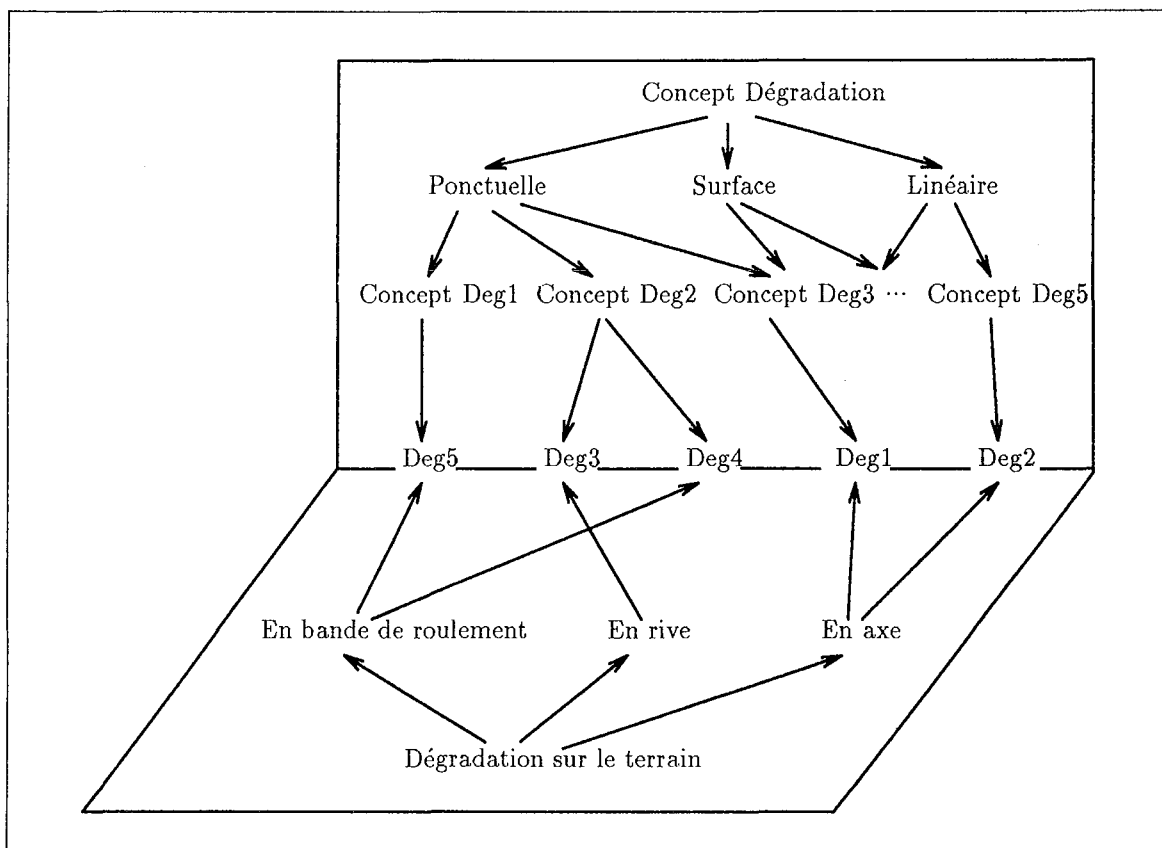 Concept Dégradation
Ponctuelle Surface Linéaire
Concept Deg1 Concept Deg2 Concept Deg3 ··· Concept Deg5
Deg5 Deg3 Deg4 Deg1 Deg2
En bande de roulement En rive En axe
Dégradation sur le terrain